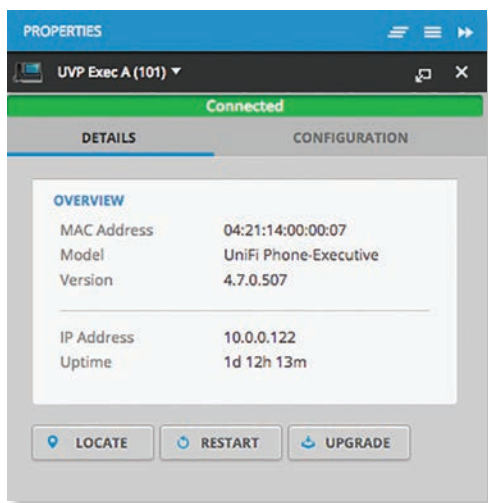 PROPERTIES
UVP Exec A (101)
Connected
DETAILS CONFIGURATION
OVERVIEW
MAC Address 04:21:14:00:00:07
Model UniFi Phone-Executive
Version 4.7.0.507
IP Address 10.0.0.122
Uptime 1d 12h 13m
LOCATE RESTART UPGRADE